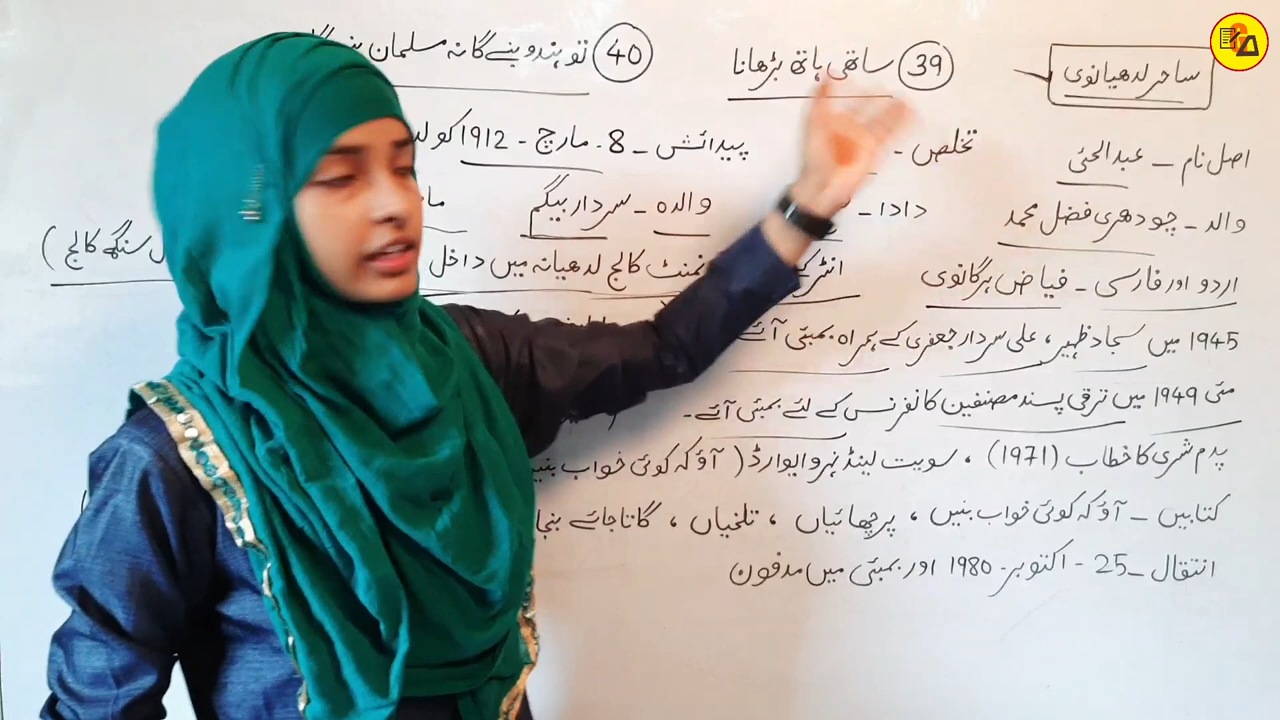 ساحر لدھیانوی
39 ساتھی ہاتھ بڑھانا
40 تو ہندو بنے گا نہ مسلمان بنے گا
اصل نام ـ عبدالحئی تخلص ـ پیدائش ـ 8 ـ مارچ ـ 1912 کو
والد ـ چودھری فضل محمد دادا ـ والدہ ـ سردار بیگم
اردو اور فارسی ـ فیاض ہرگانوی انٹر کالج لدھیانہ میں داخل سنگھ کالج )
1945 میں سجاد ظہیر ، علی سردار جعفری کے ہمراہ بمبئی آئے
مئی 1949 میں ترقی پسند مصنفین کانفرنس کے لئے بمبئی آئے ـ
پدم شری کا خطاب (1971) ، سویت لینڈ نہرو ایوارڈ ( آؤ کہ کوئی خواب بنیں
کتابیں ـ آؤ کہ کوئی خواب بنیں ، پرچھائیاں ، تلخیاں ، گاتا جائے
انتقال ـ 25 - اکتوبر ـ 1980 اور بمبئی میں مدفون